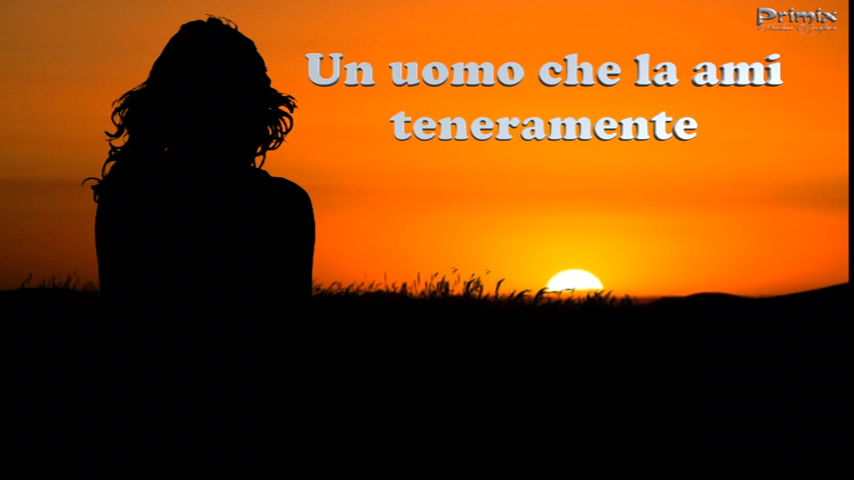 Primix
Un uomo che la ami
teneramente